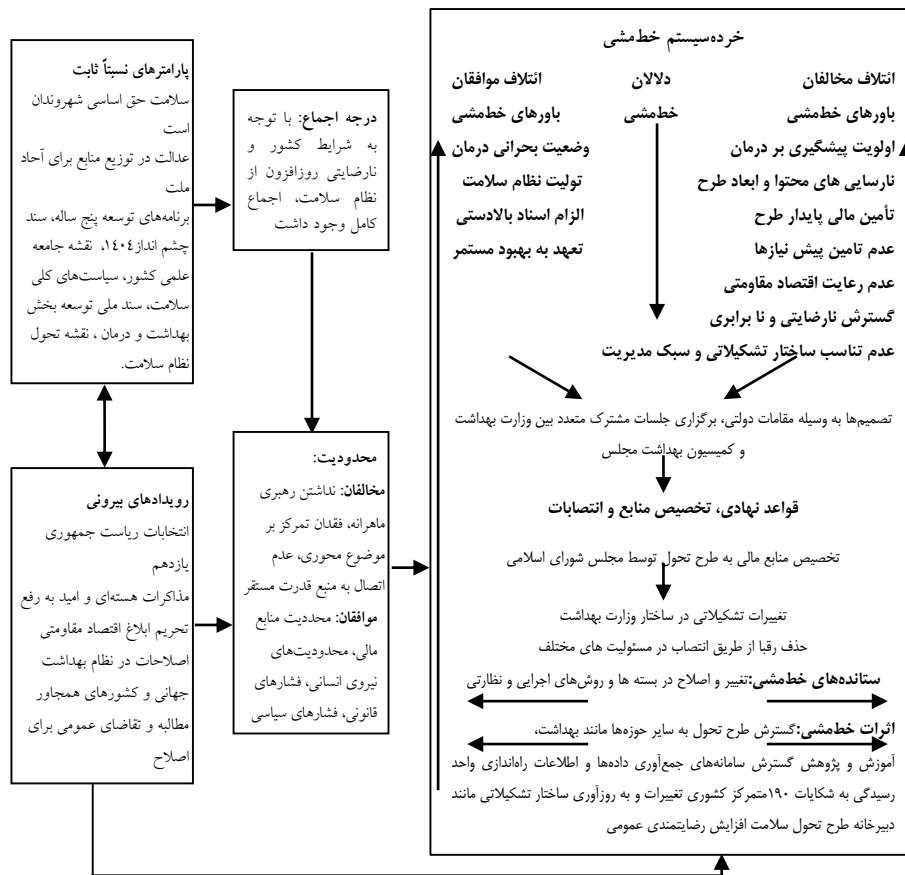 خرده‌سیستم خط‌مشی
ائتلاف مخالفان
باورهای خط‌مشی
اولویت پیشگیری بر درمان
نارسایی های محتوا و ابعاد طرح
تأمین مالی پایدار طرح
عدم تامین پیش نیازها
عدم رعایت اقتصاد مقاومتی
گسترش نارضایتی و نا برابری
عدم تناسب ساختار تشکیلاتی و سبک مدیریت
دلالان
خط‌مشی
ائتلاف موافقان
باورهای خط‌مشی
وضعیت بحرانی درمان
تولیت نظام سلامت
الزام اسناد بالادستی
تعهد به بهبود مستمر
تصمیم‌ها به وسیله مقامات دولتی، برگزاری جلسات مشترک متعدد بین وزارت بهداشت
و کمیسیون بهداشت مجلس
قواعد نهادی، تخصیص منابع و انتصابات
تخصیص منابع مالی به طرح تحول توسط مجلس شورای اسلامی
تغییرات تشکیلاتی در ساختار وزارت بهداشت
حذف رقبا از طریق انتصاب در مسئولیت های مختلف
ستانده‌های خط‌مشی:تغییر و اصلاح در بسته ها و روش‌های اجرایی و نظارتی
اثرات خط‌مشی:گسترش طرح تحول به سایر حوزه‌ها مانند بهداشت،
آموزش و پژوهش گسترش سامانه‌های جمع‌آوری داده‌ها و اطلاعات راه‌اندازی واحد
رسیدگی به شکایات ۱۹۰متمرکز کشوری تغییرات و به روزآوری ساختار تشکیلاتی مانند
دبیرخانه طرح تحول سلامت افزایش رضایتمندی عمومی
درجه اجماع: با توجه
به شرایط کشور و
نارضایتی روزافزون از
نظام سلامت، اجماع
کامل وجود داشت
محدودیت:
مخالفان: نداشتن رهبری
ماهرانه، فقدان تمرکز بر
موضوع محوری، عدم
اتصال به منبع قدرت مستقر
موافقان: محددیت منابع
مالی، محدودیت‌های
نیروی انسانی، فشارهای
قانونی، فشارهای سیاسی
پارامترهای نسبتاً ثابت
سلامت حق اساسی شهروندان
است
عدالت در توزیع منابع برای آحاد
ملت
برنامه‌های توسعه پنج ساله، سند
چشم انداز۱٤۰٤، نقشه جامعه
علمی کشور، سیاست‌های کلی
سلامت، سند ملی توسعه بخش
بهداشت و درمان ، نقشه تحول
نظام سلامت.
رویدادهای بیرونی
انتخابات ریاست جمهوری
یازدهم
مذاکرات هسته‌ای و امید به رفع
تحریم ابلاغ اقتصاد مقاومتی
اصلاحات در نظام بهداشت
جهانی و کشورهای همجاور
مطالبه و تقاضای عمومی برای
اصلاح